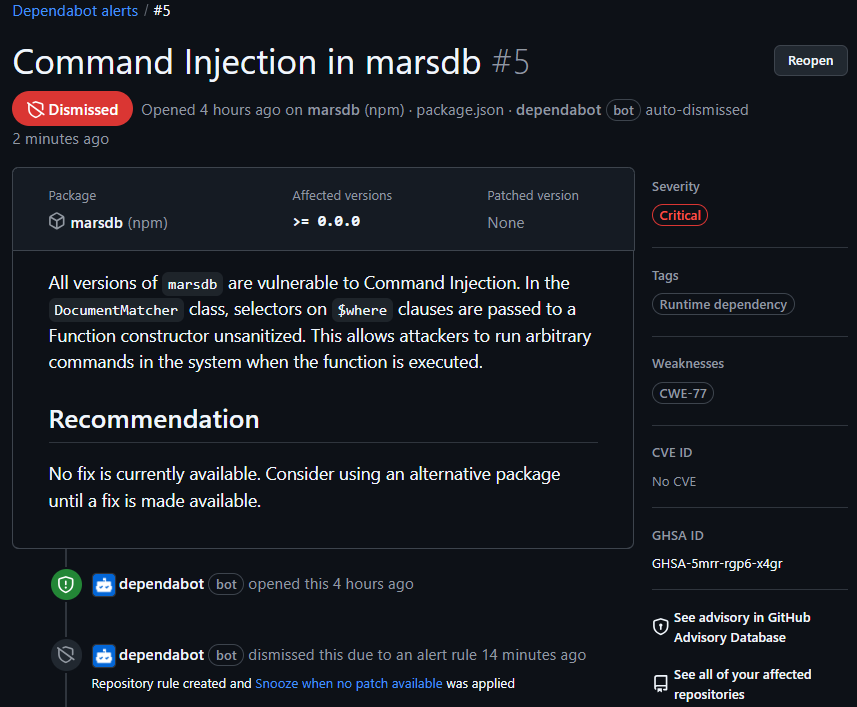 Dependabot alerts / #5
Command Injection in marsdb #5
Reopen
Dismissed Opened 4 hours ago on marsdb (npm) · package.json · dependabot bot auto-dismissed
2 minutes ago
Package
marsdb (npm)
Affected versions
>= 0.0.0
Patched version
None
All versions of marsdb are vulnerable to Command Injection. In the
DocumentMatcher class, selectors on $where clauses are passed to a
Function constructor unsanitized. This allows attackers to run arbitrary
commands in the system when the function is executed.
Recommendation
No fix is currently available. Consider using an alternative package
until a fix is made available.
dependabot bot opened this 4 hours ago
dependabot bot dismissed this due to an alert rule 14 minutes ago
Repository rule created and Snooze when no patch available was applied
Severity
Critical
Tags
Runtime dependency
Weaknesses
CWE-77
CVE ID
No CVE
GHSA ID
GHSA-5mrr-rgp6-x4gr
See advisory in GitHub
Advisory Database
See all of your affected
repositories